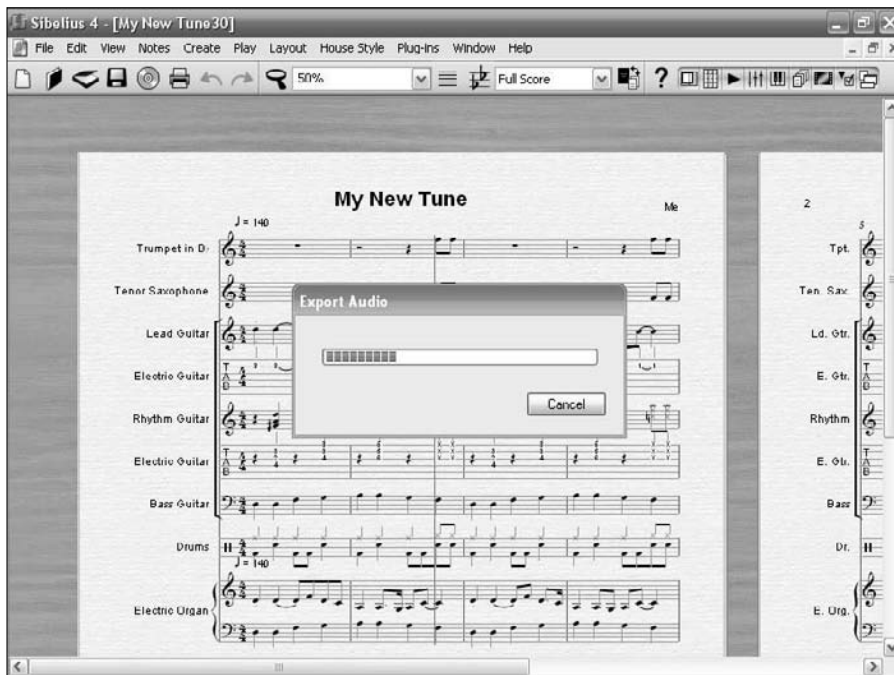 Sibelius 4 - [My New Tune30]
File Edit View Notes Create Play Layout House Style Plug-ins Window Help
50% Full Score
My New Tune
Me
2
♩ = 140
5
Trumpet in D♭
Tpt.
Tenor Saxophone
Ten. Sax.
Export Audio
Lead Guitar
Ld. Gtr.
Electric Guitar
E. Gtr.
Cancel
Rhythm Guitar
Rhythm
Electric Guitar
E. Gtr.
Bass Guitar
Bass
Drums
Dr.
♩ = 140
Electric Organ
E. Org.